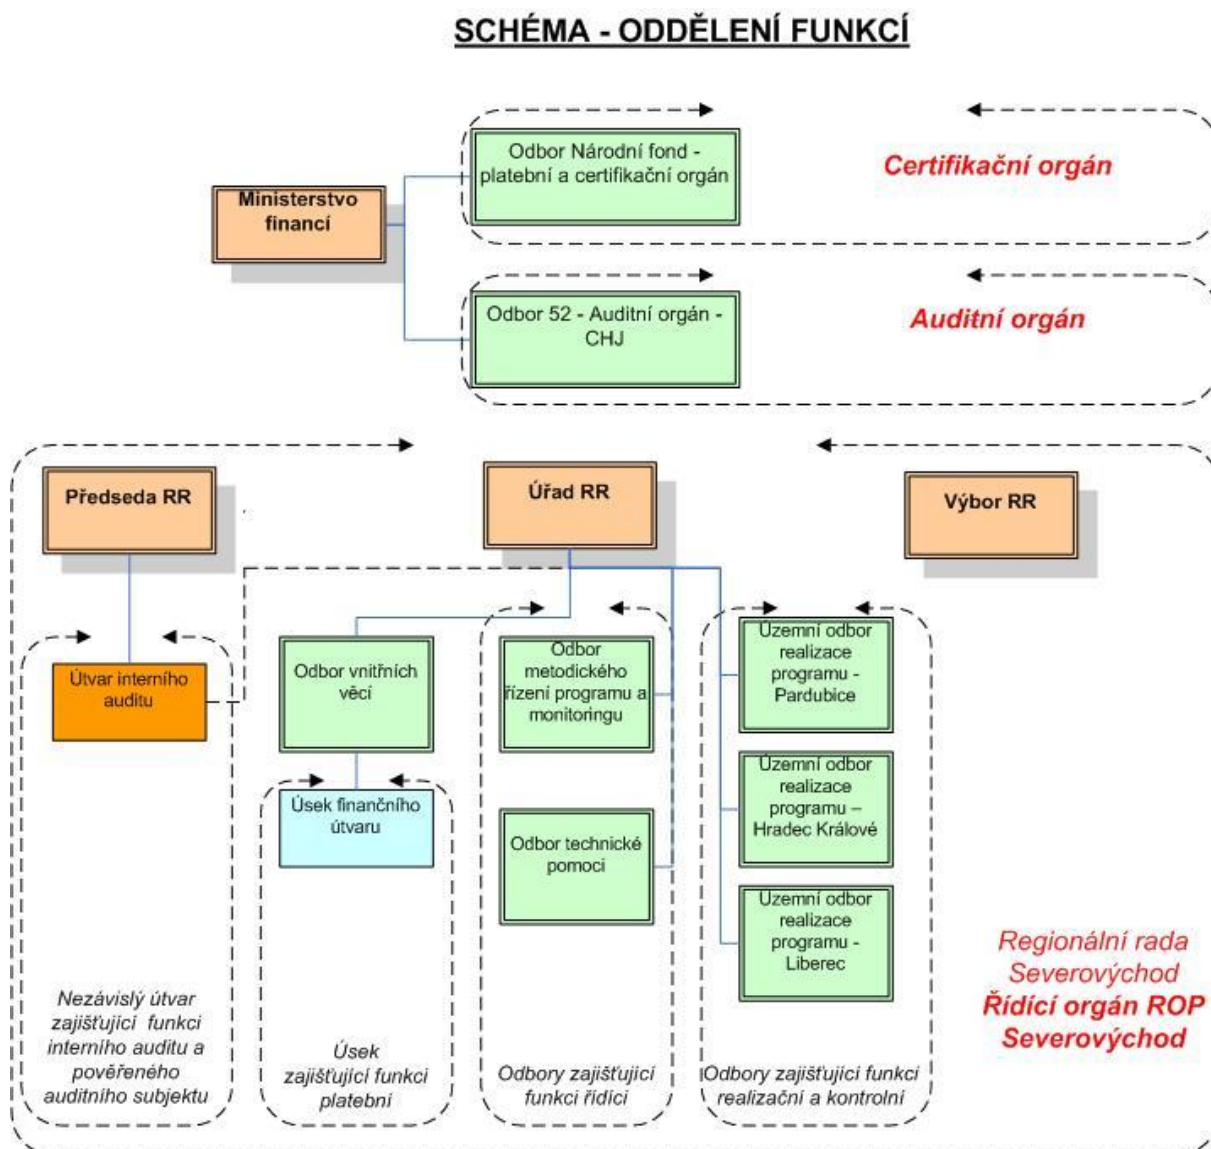 SCHÉMA - ODDĚLENÍ FUNKCÍ
Odbor Národní fond -
platební a certifikační orgán
Certifikační orgán
Ministerstvo
financí
Odbor 52 - Auditní orgán -
CHJ
Auditní orgán
Předseda RR
Úřad RR
Výbor RR
Útvar interního
auditu
Odbor vnitřních
věcí
Úsek finančního
útvaru
Odbor
metodického
řízení programu a
monitoringu
Odbor technické
pomoci
Územní odbor
realizace
programu -
Pardubice
Územní odbor
realizace
programu –
Hradec Králové
Územní odbor
realizace
programu -
Liberec
Regionální rada
Severovýchod
Řídící orgán ROP
Severovýchod
Nezávislý útvar
zajišťující funkci
interního auditu a
pověřeného
auditního subjektu
Úsek
zajišťující funkci
platební
Odbory zajišťující
funkci řídíci
Odbory zajišťující funkci
realizační a kontrolní